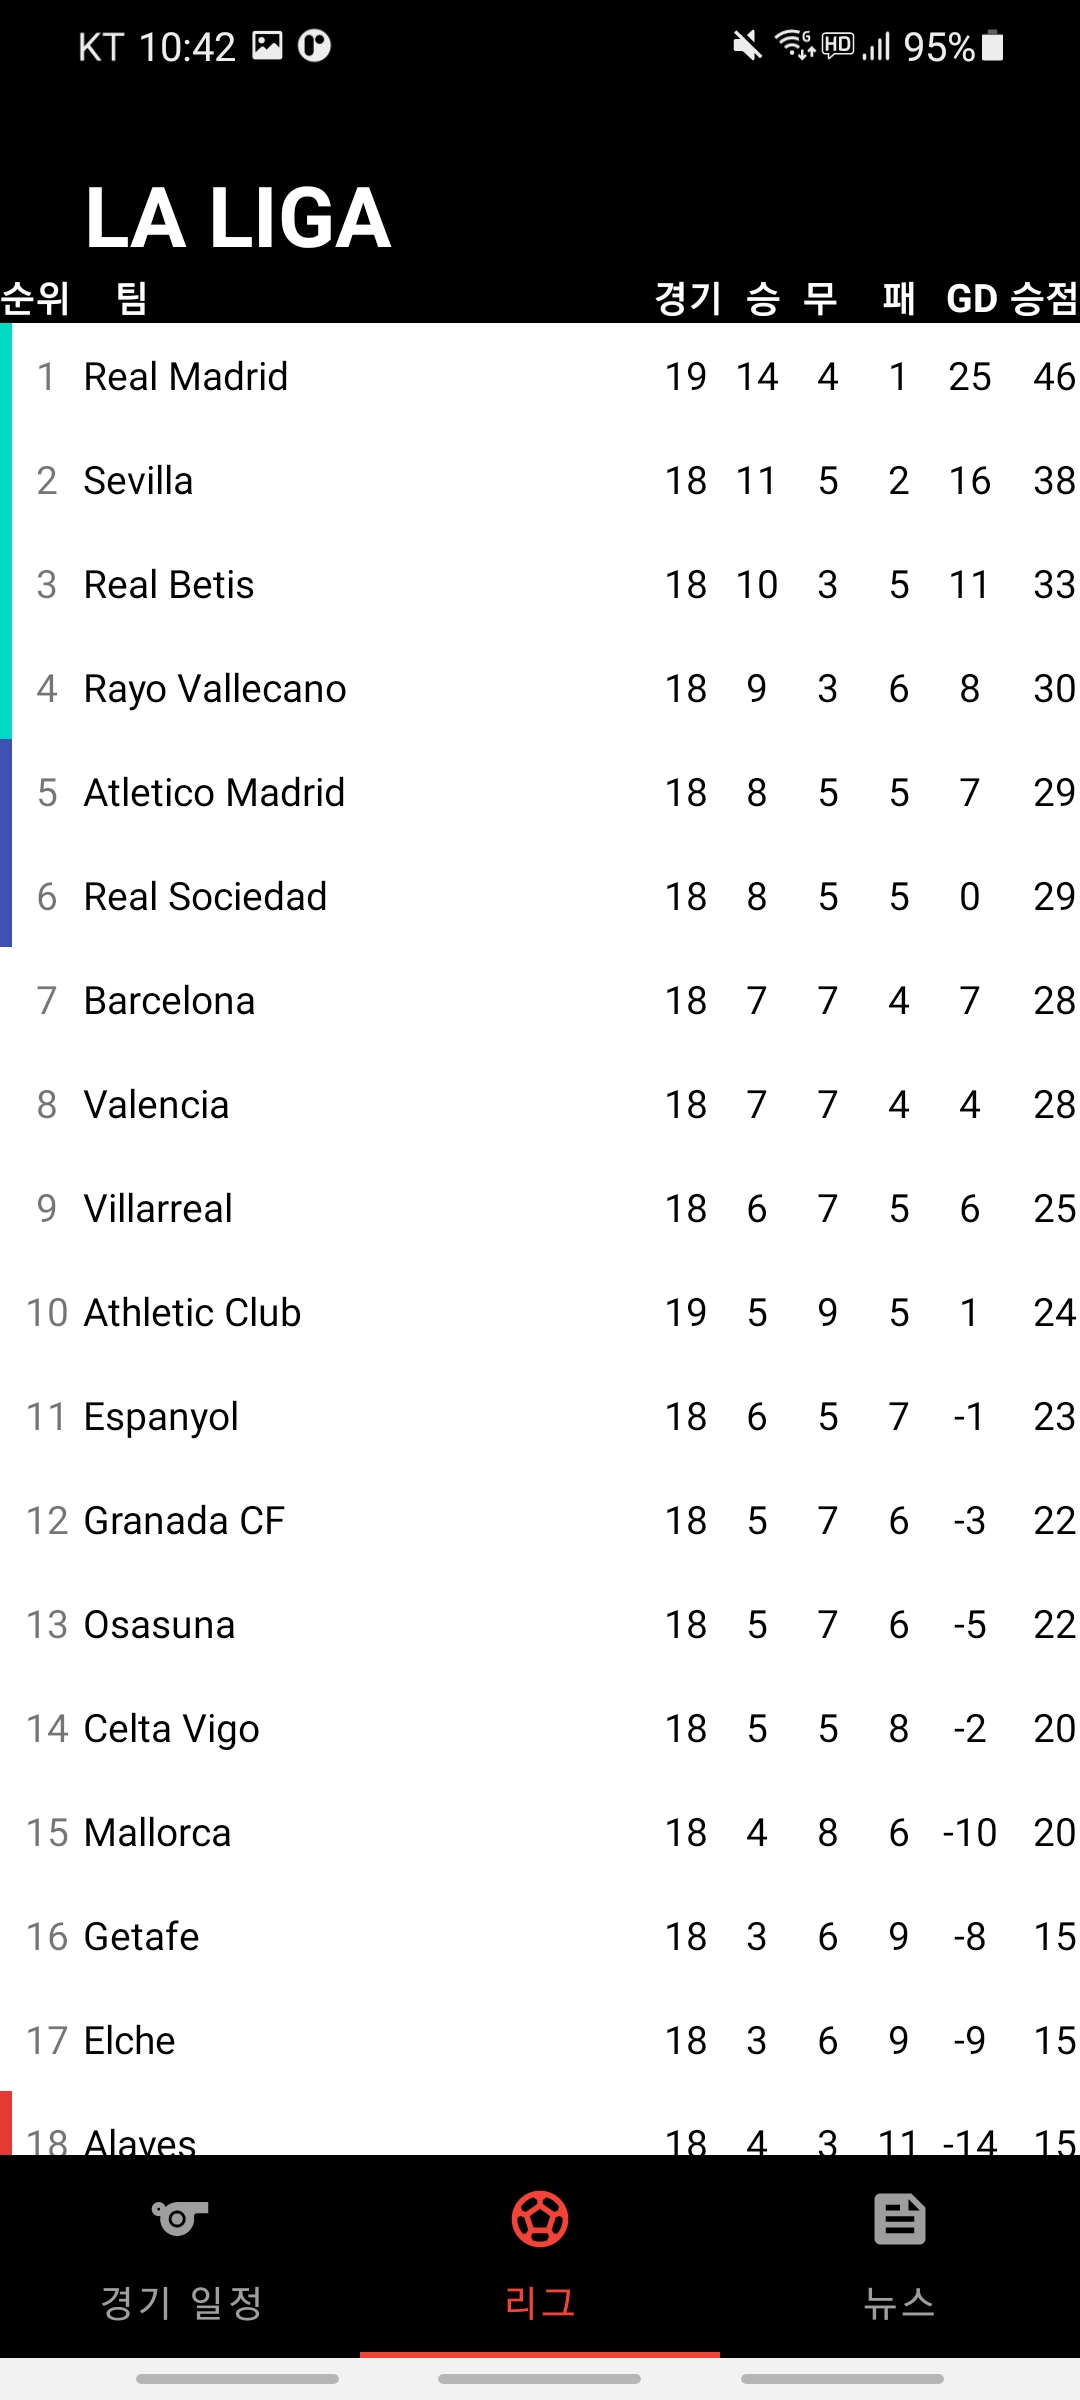 KT 10:42 HD 95%
LA LIGA
순위 팀 경기 승 무 패 GD 승점
1 Real Madrid 19 14 4 1 25 46
2 Sevilla 18 11 5 2 16 38
3 Real Betis 18 10 3 5 11 33
4 Rayo Vallecano 18 9 3 6 8 30
5 Atletico Madrid 18 8 5 5 7 29
6 Real Sociedad 18 8 5 5 0 29
7 Barcelona 18 7 7 4 7 28
8 Valencia 18 7 7 4 4 28
9 Villarreal 18 6 7 5 6 25
10 Athletic Club 19 5 9 5 1 24
11 Espanyol 18 6 5 7 -1 23
12 Granada CF 18 5 7 6 -3 22
13 Osasuna 18 5 7 6 -5 22
14 Celta Vigo 18 5 5 8 -2 20
15 Mallorca 18 4 8 6 -10 20
16 Getafe 18 3 6 9 -8 15
17 Elche 18 3 6 9 -9 15
18 Alaves 18 4 3 11 -14 15
경기 일정 리그 뉴스